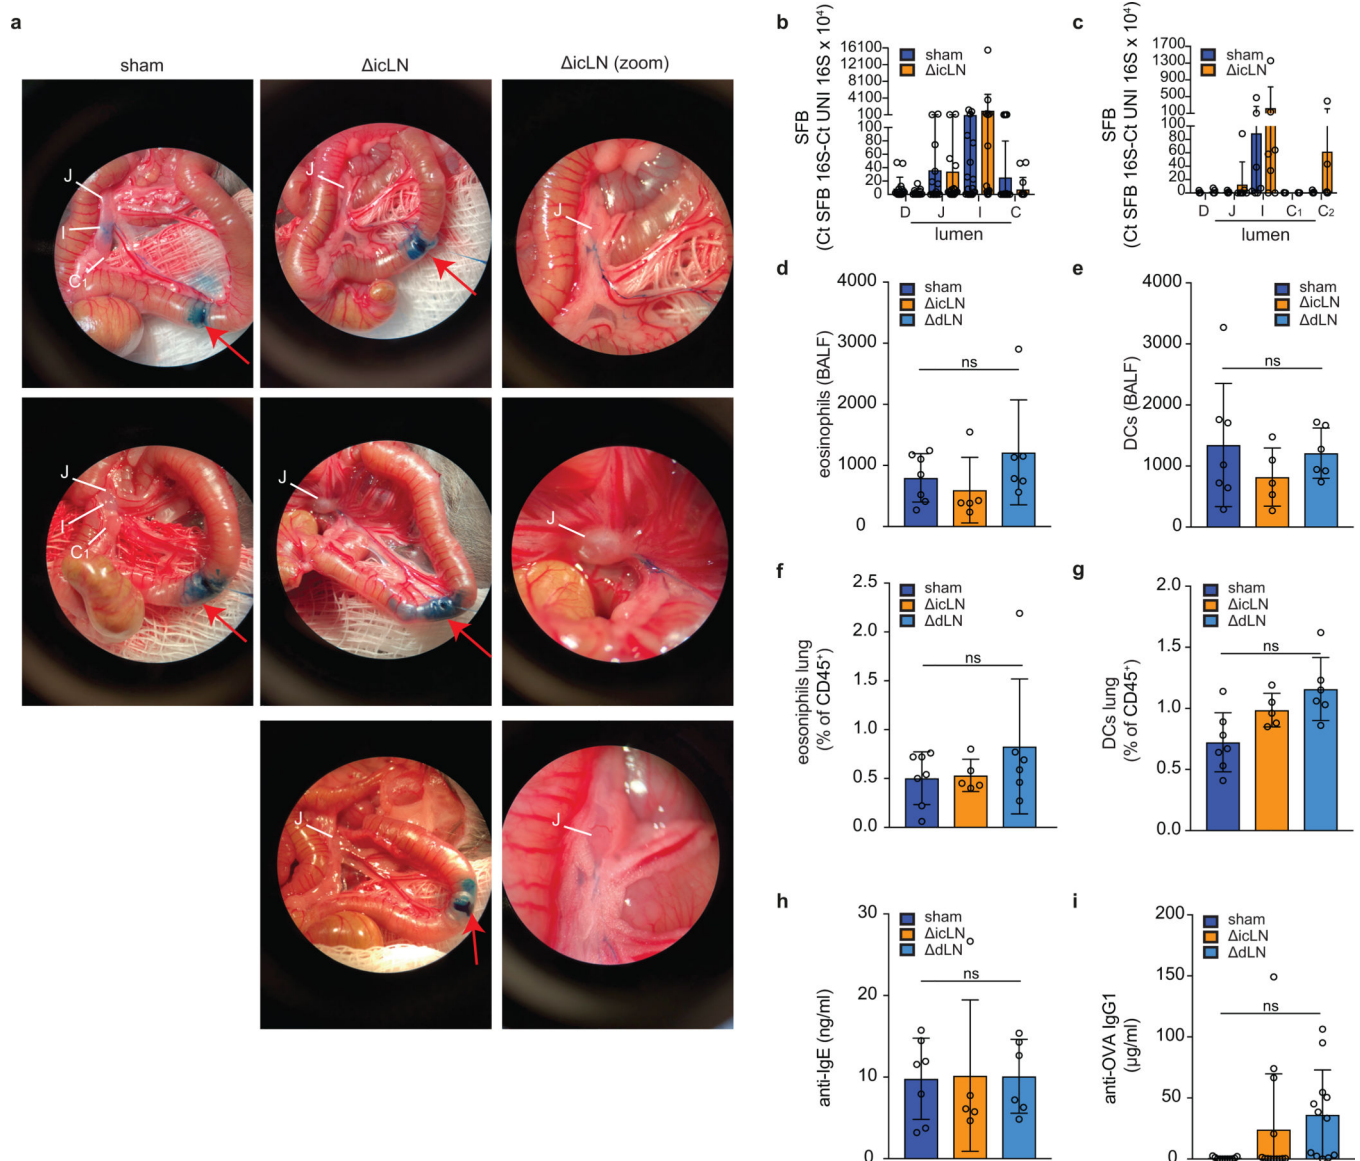 a
sham
ΔicLN
ΔicLN (zoom)
J
I
C1
J
J
J
I
C1
J
J
J
J
b
SFB
(Ct SFB 16S-Ct UNI 16S x 10⁴)
16100
12100
8100
4100
100
100
80
60
40
20
0
sham
ΔicLN
D
J
I
C
lumen
c
SFB
(Ct SFB 16S-Ct UNI 16S x 10⁴)
1700
1300
900
500
100
100
80
60
40
20
0
sham
ΔicLN
D
J
I
C1
C2
lumen
d
eosinophils (BALF)
4000
3000
2000
1000
0
sham
ΔicLN
ΔdLN
ns
e
DCs (BALF)
4000
3000
2000
1000
0
sham
ΔicLN
ΔdLN
ns
f
eosoniphils lung
(% of CD45⁺)
2.5
2.0
1.5
1.0
0.5
0.0
sham
ΔicLN
ΔdLN
ns
g
DCs lung
(% of CD45⁺)
2.0
1.5
1.0
0.5
0.0
sham
ΔicLN
ΔdLN
ns
h
anti-IgE (ng/ml)
30
20
10
0
sham
ΔicLN
ΔdLN
ns
i
anti-OVA IgG1
(µg/ml)
200
150
100
50
0
sham
ΔicLN
ΔdLN
ns